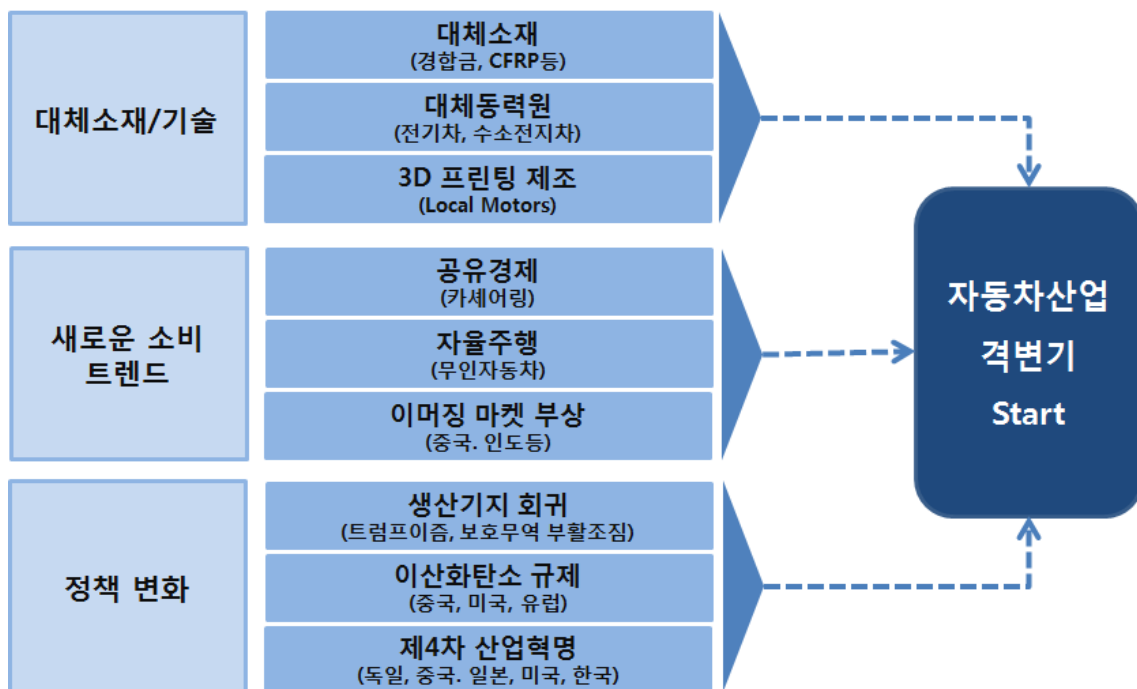 대체소재/기술
대체소재
(경합금, CFRP등)
대체동력원
(전기차, 수소전지차)
3D 프린팅 제조
(Local Motors)
새로운 소비
트렌드
공유경제
(카셰어링)
자율주행
(무인자동차)
이머징 마켓 부상
(중국. 인도등)
정책 변화
생산기지 회귀
(트럼프이즘, 보호무역 부활조짐)
이산화탄소 규제
(중국, 미국, 유럽)
제4차 산업혁명
(독일, 중국. 일본, 미국, 한국)
자동차산업
격변기
Start